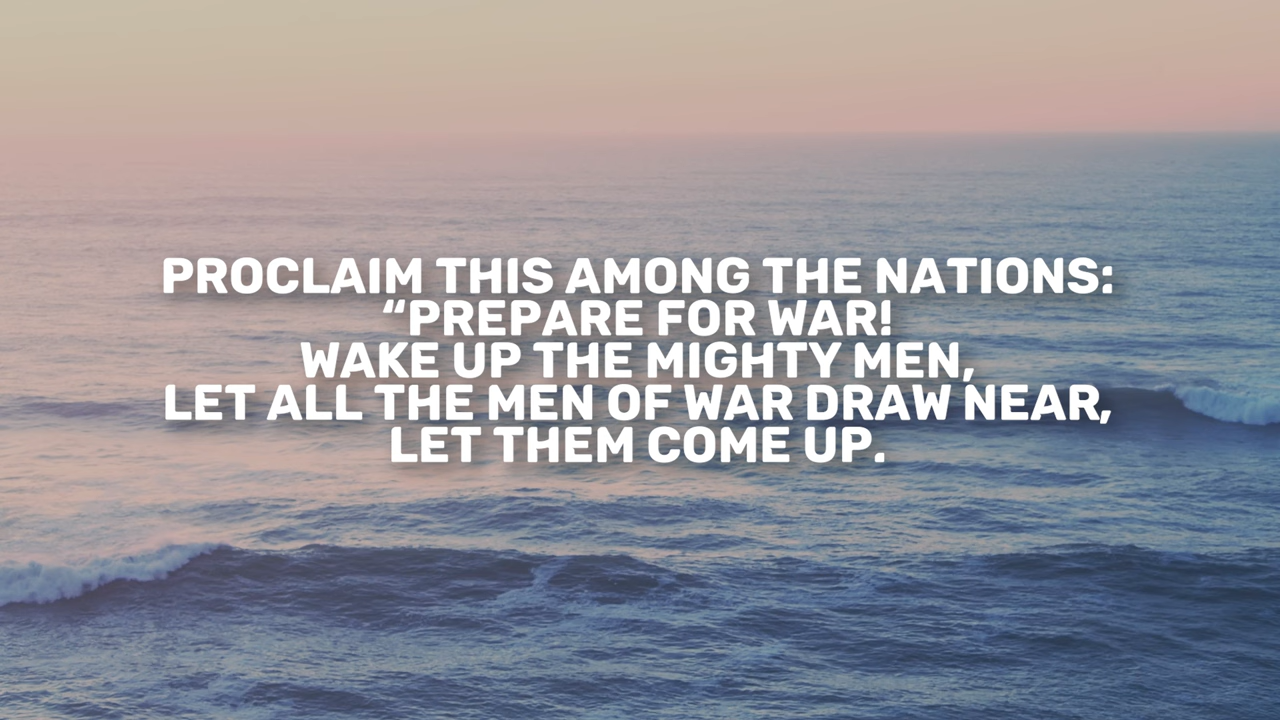 PROCLAIM THIS AMONG THE NATIONS:
“PREPARE FOR WAR!
WAKE UP THE MIGHTY MEN,
LET ALL THE MEN OF WAR DRAW NEAR,
LET THEM COME UP.